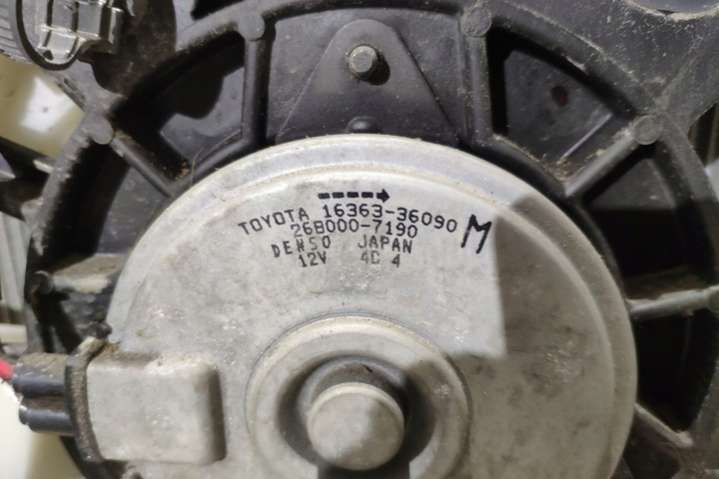 TOYOTA 16363-36090 M
268000-7190
DENSO JAPAN
12V 4C 4